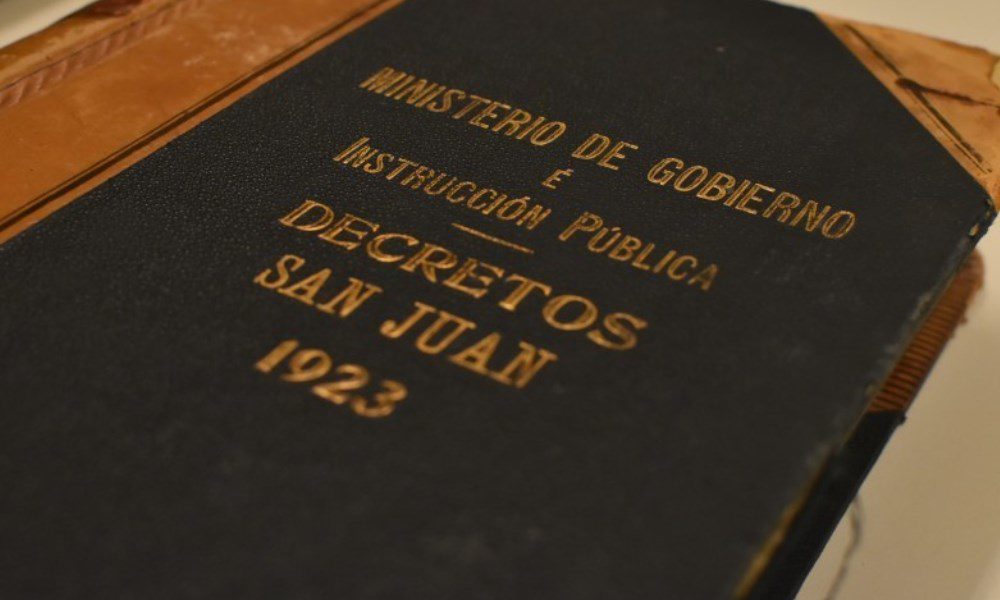 MINISTERIO DE GOBIERNO
É
INSTRUCCIÓN PÚBLICA
DECRETOS
SAN JUAN
1923